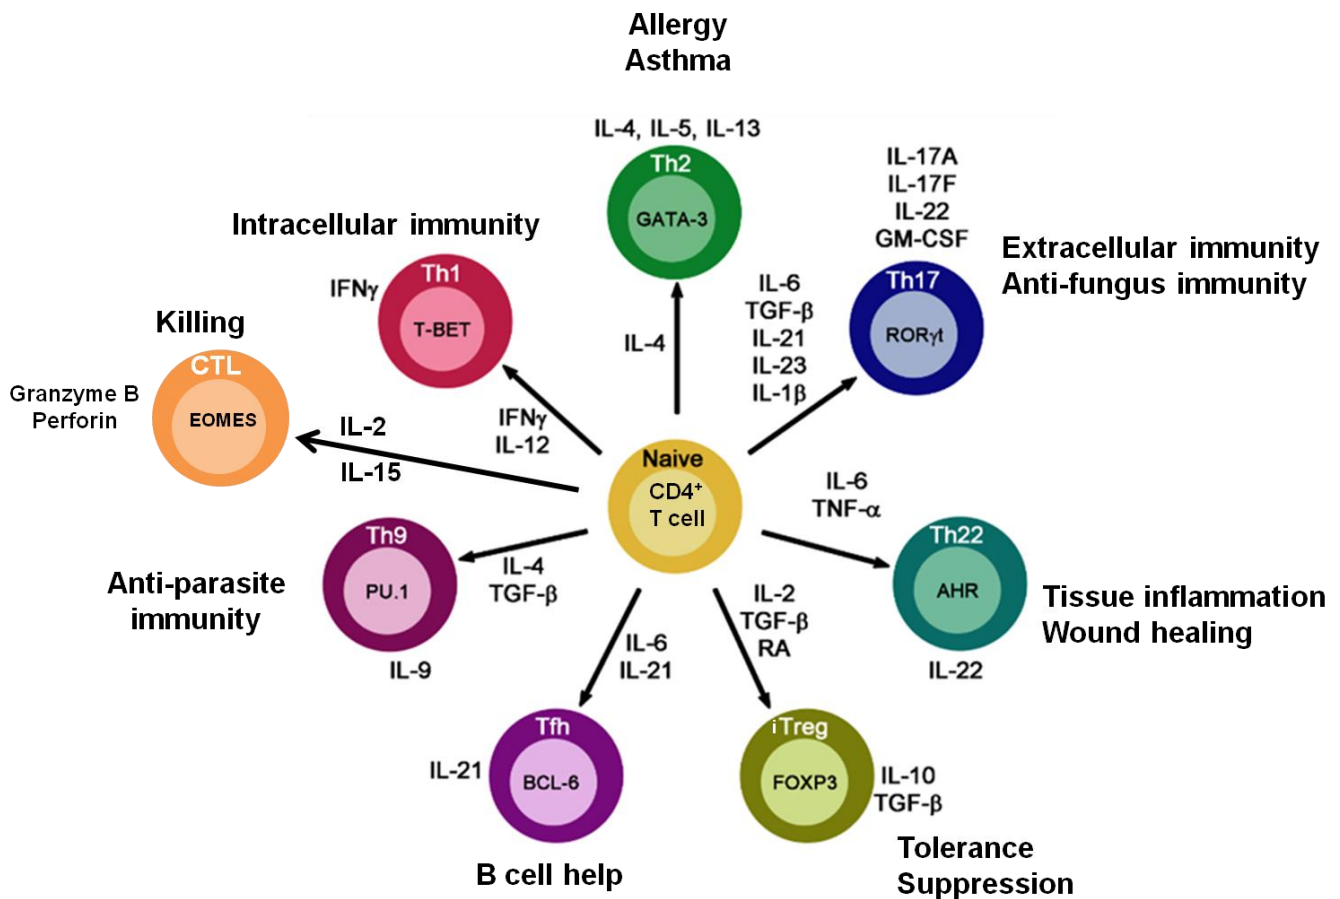 Allergy
Asthma
IL-4, IL-5, IL-13
Th2
GATA-3
IL-4
IL-17A
IL-17F
IL-22
GM-CSF
Th17
RORγt
Extracellular immunity
Anti-fungus immunity
IL-6
TGF-β
IL-21
IL-23
IL-1β
Intracellular immunity
IFNγ
Th1
T-BET
IFNγ
IL-12
Killing
CTL
EOMES
Granzyme B
Perforin
IL-2
IL-15
Naive
CD4⁺
T cell
IL-6
TNF-α
Th22
AHR
IL-22
Tissue inflammation
Wound healing
Th9
PU.1
IL-4
TGF-β
Anti-parasite
immunity
IL-9
IL-6
IL-21
Tfh
BCL-6
IL-21
B cell help
IL-2
TGF-β
RA
iTreg
FOXP3
IL-10
TGF-β
Tolerance
Suppression